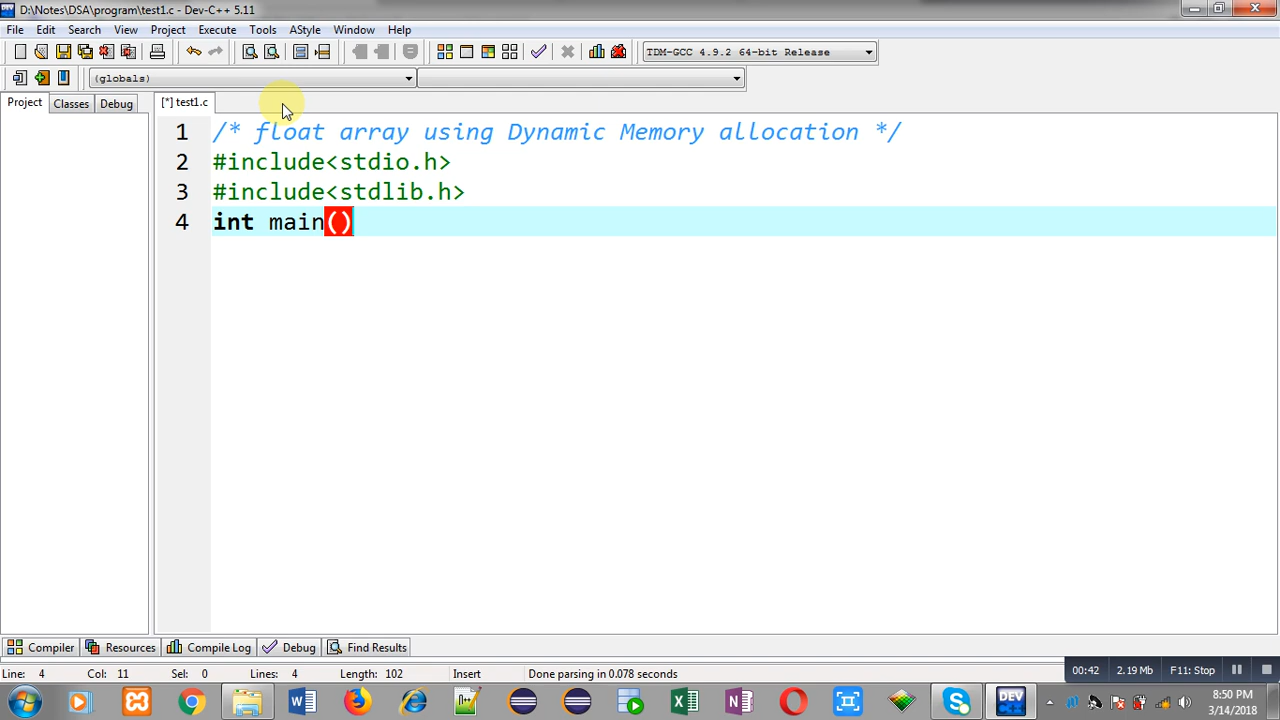 D:\Notes\DSA\program\test1.c - Dev-C++ 5.11
File Edit Search View Project Execute Tools AStyle Window Help
TDM-GCC 4.9.2 64-bit Release
(globals)
Project Classes Debug [*] test1.c
1 /* float array using Dynamic Memory allocation */
2 #include<stdio.h>
3 #include<stdlib.h>
4 int main()
Compiler Resources Compile Log Debug Find Results
Line: 4 Col: 11 Sel: 0 Lines: 4 Length: 102 Insert Done parsing in 0.078 seconds
00:42 2.19 Mb F11: Stop
DEV
8:50 PM
3/14/2018